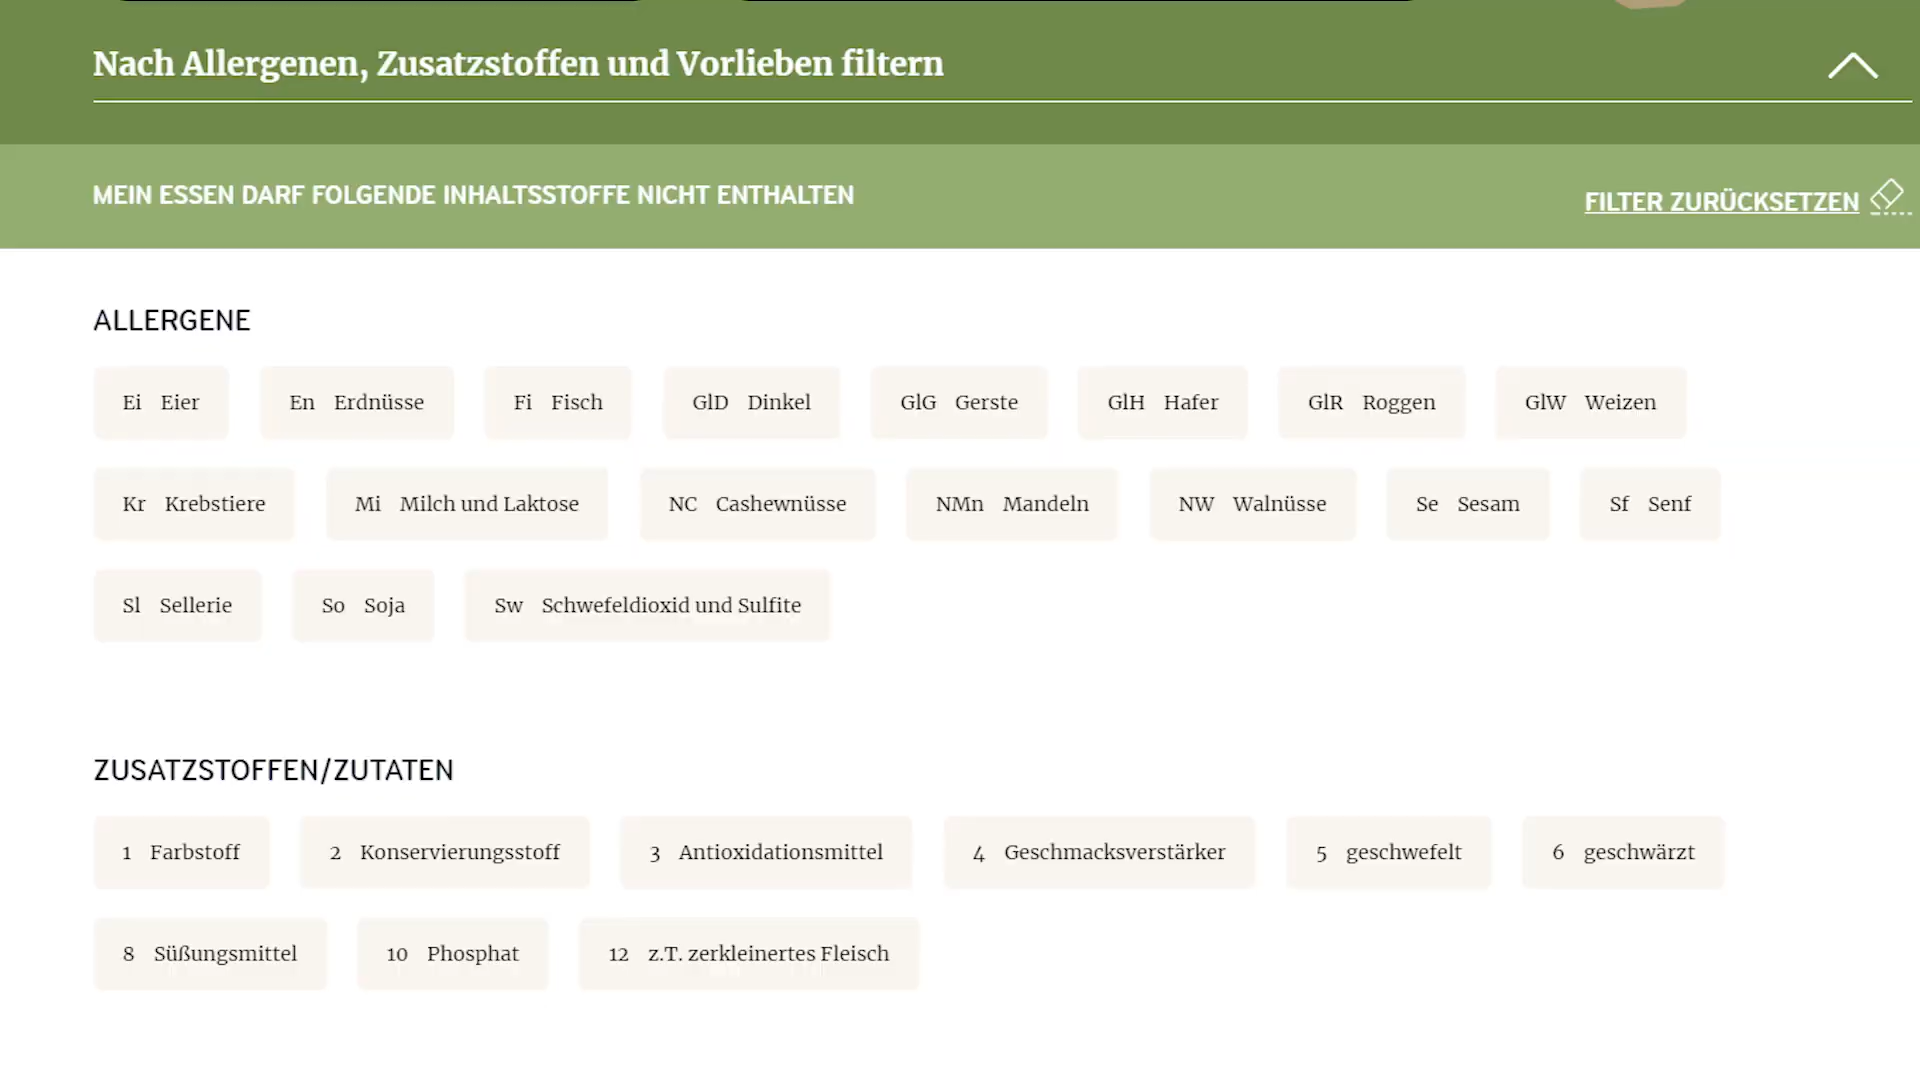 Nach Allergenen, Zusatzstoffen und Vorlieben filtern
MEIN ESSEN DARF FOLGENDE INHALTSSTOFFE NICHT ENTHALTEN
FILTER ZURÜCKSETZEN
ALLERGENE
Ei Eier En Erdnüsse Fi Fisch GlD Dinkel GlG Gerste GlH Hafer GlR Roggen GlW Weizen
Kr Krebstiere Mi Milch und Laktose NC Cashewnüsse NMn Mandeln NW Walnüsse Se Sesam Sf Senf
Sl Sellerie So Soja Sw Schwefeldioxid und Sulfite
ZUSATZSTOFFEN/ZUTATEN
1 Farbstoff 2 Konservierungsstoff 3 Antioxidationsmittel 4 Geschmacksverstärker 5 geschwefelt 6 geschwärzt
8 Süßungsmittel 10 Phosphat 12 z.T. zerkleinertes Fleisch